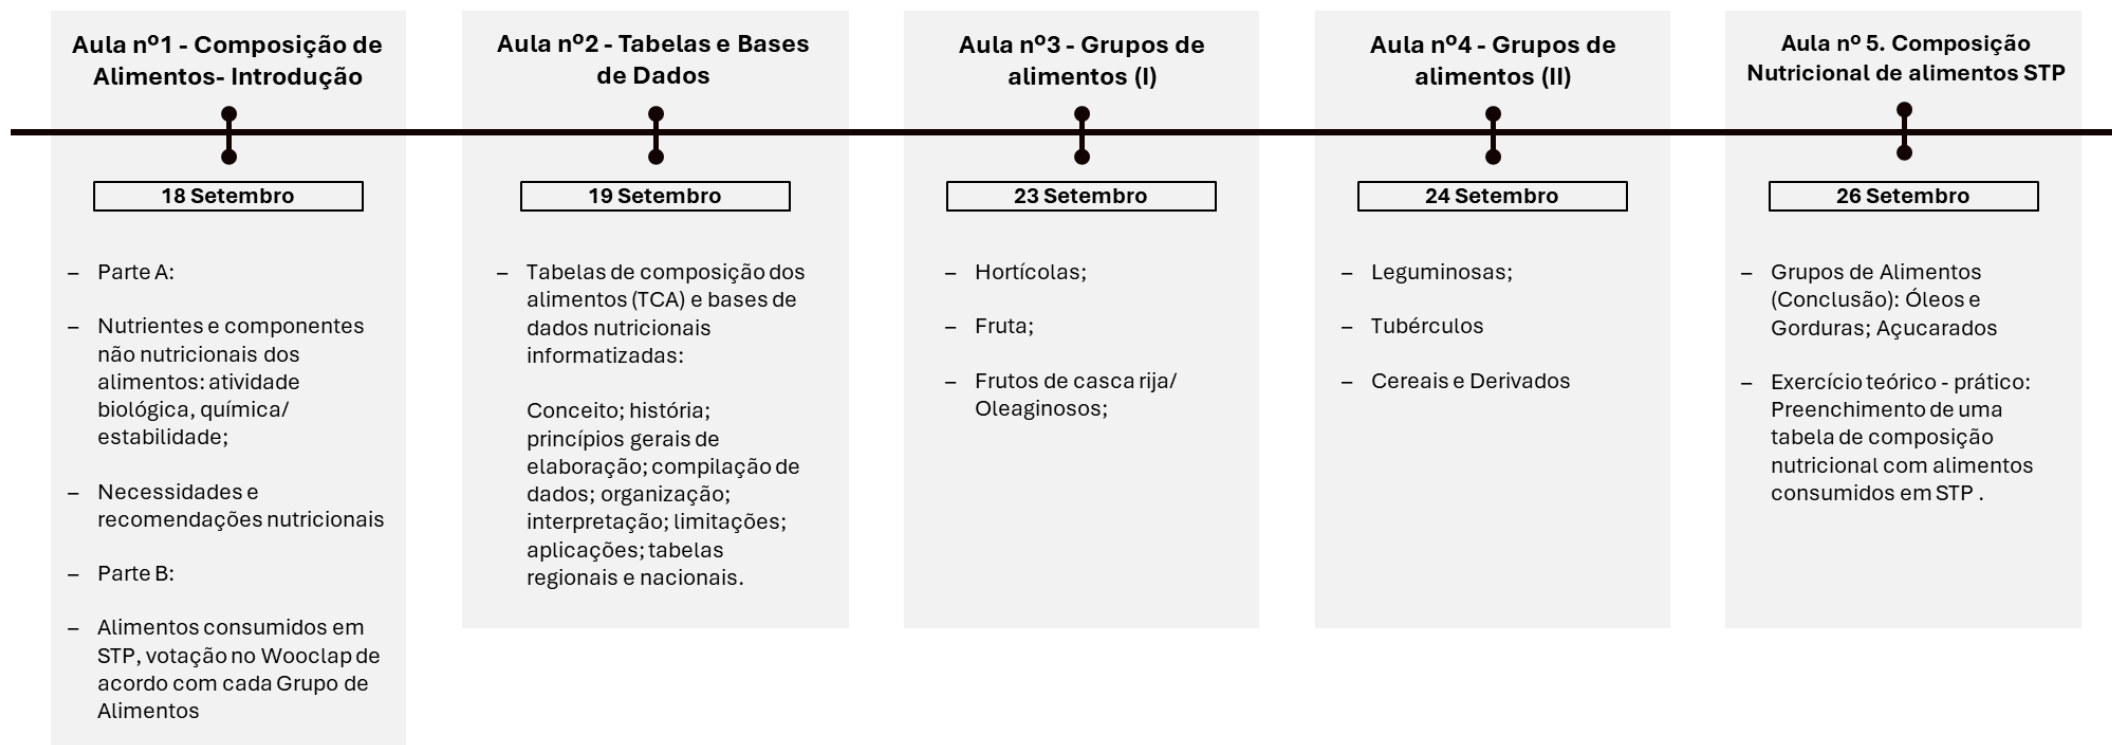 Aula nº1 - Composição de
Alimentos- Introdução
18 Setembro
– Parte A:
– Nutrientes e componentes
não nutricionais dos
alimentos: atividade
biológica, química/
estabilidade;
– Necessidades e
recomendações nutricionais
– Parte B:
– Alimentos consumidos em
STP, votação no Wooclap de
acordo com cada Grupo de
Alimentos
Aula nº2 - Tabelas e Bases
de Dados
19 Setembro
– Tabelas de composição dos
alimentos (TCA) e bases de
dados nutricionais
informatizadas:
Conceito; história;
princípios gerais de
elaboração; compilação de
dados; organização;
interpretação; limitações;
aplicações; tabelas
regionais e nacionais.
Aula nº3 - Grupos de
alimentos (I)
23 Setembro
– Hortícolas;
– Fruta;
– Frutos de casca rija/
Oleaginosos;
Aula nº4 - Grupos de
alimentos (II)
24 Setembro
– Leguminosas;
– Tubérculos
– Cereais e Derivados
Aula nº 5. Composição
Nutricional de alimentos STP
26 Setembro
– Grupos de Alimentos
(Conclusão): Óleos e
Gorduras; Açucarados
– Exercício teórico - prático:
Preenchimento de uma
tabela de composição
nutricional com alimentos
consumidos em STP .